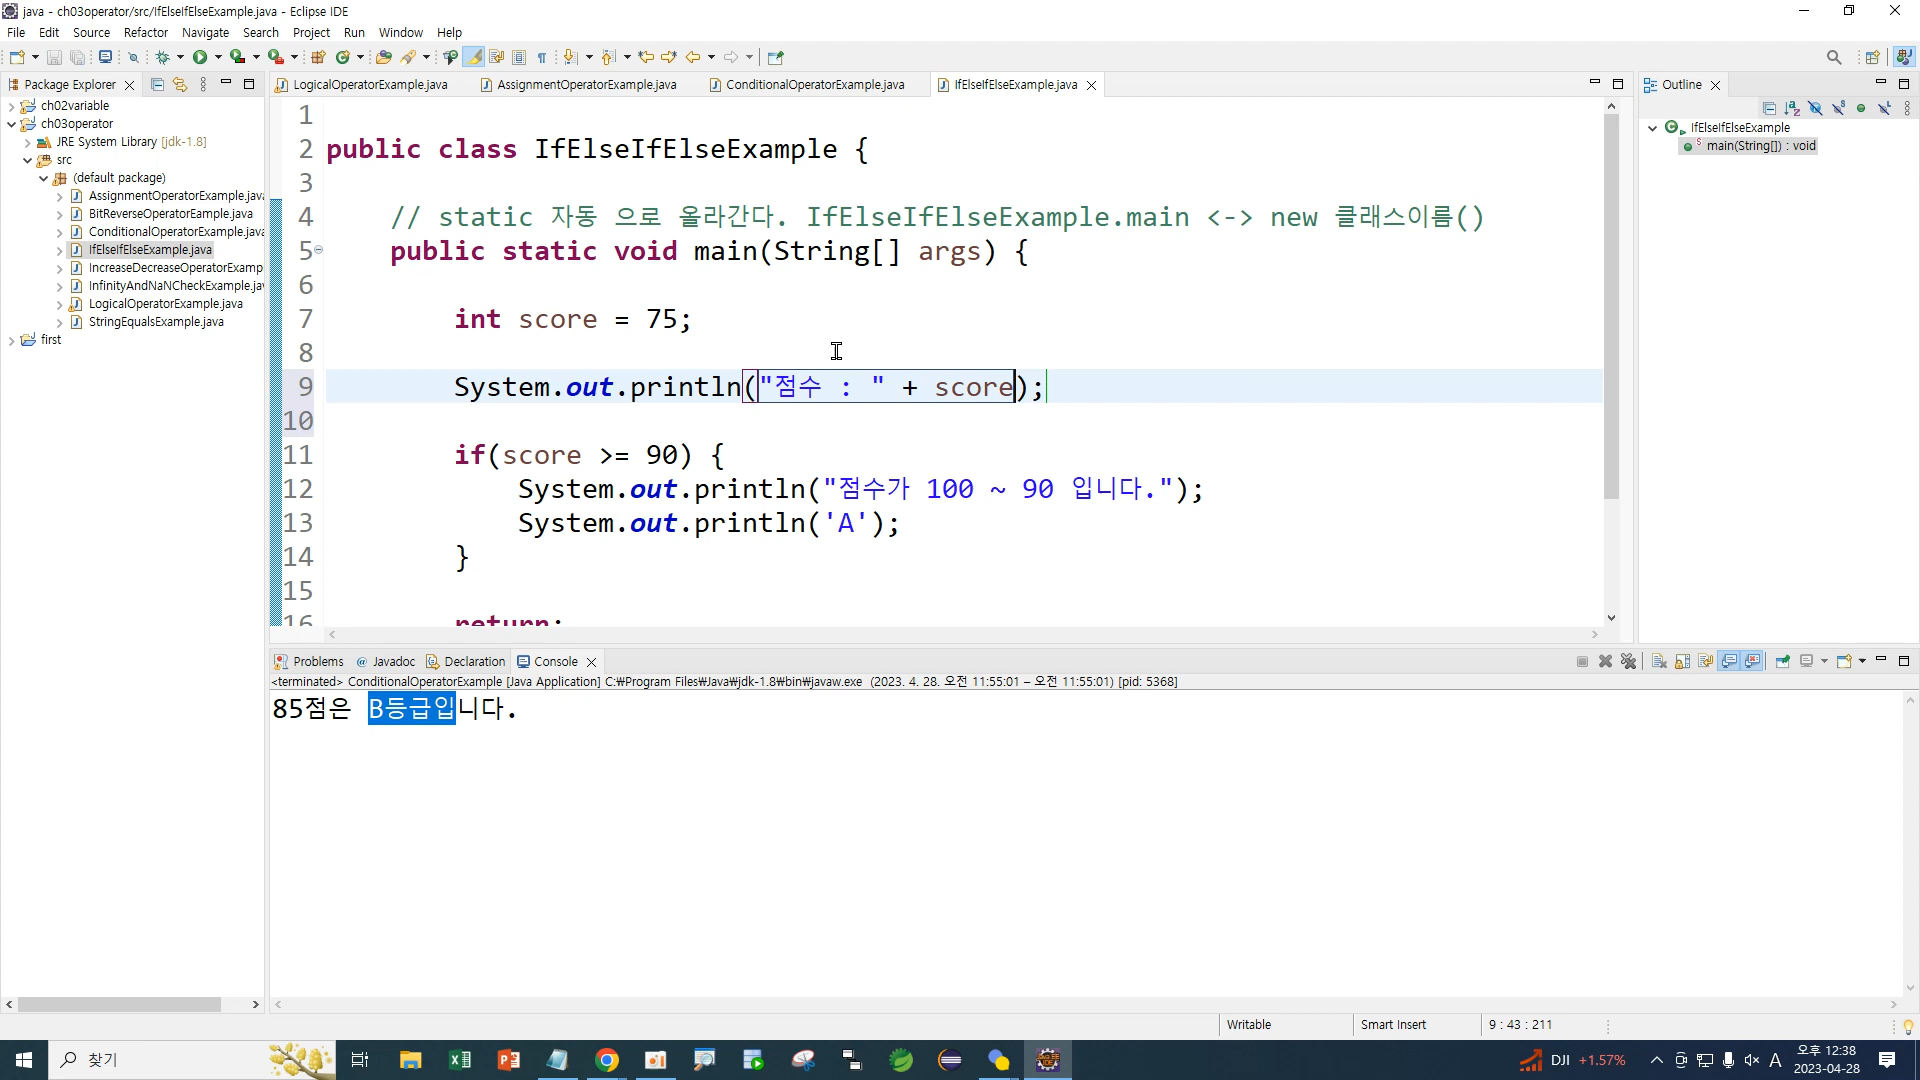 java - ch03operator/src/IfElseIfElseExample.java - Eclipse IDE
File Edit Source Refactor Navigate Search Project Run Window Help
Package Explorer
ch02variable
ch03operator
JRE System Library [jdk-1.8]
src
(default package)
AssignmentOperatorExample.java
BitReverseOperatorEample.java
ConditionalOperatorExample.java
IfElseIfElseExample.java
IncreaseDecreaseOperatorExamp
InfinityAndNaNCheckExample.jav
LogicalOperatorExample.java
StringEqualsExample.java
first
LogicalOperatorExample.java AssignmentOperatorExample.java ConditionalOperatorExample.java IfElseIfElseExample.java
1
2 public class IfElseIfElseExample {
3
4 // static 자동 으로 올라간다. IfElseIfElseExample.main <-> new 클래스이름()
5 public static void main(String[] args) {
6
7 int score = 75;
8
9 System.out.println("점수 : " + score);
10
11 if(score >= 90) {
12 System.out.println("점수가 100 ~ 90 입니다.");
13 System.out.println('A');
14 }
15
16 return;
Outline
IfElseIfElseExample
main(String[]) : void
Problems Javadoc Declaration Console
<terminated> ConditionalOperatorExample [Java Application] C:₩Program Files₩Java₩jdk-1.8₩bin₩javaw.exe (2023. 4. 28. 오전 11:55:01 – 오전 11:55:01) [pid: 5368]
85점은 B등급입니다.
Writable Smart Insert 9 : 43 : 211
찾기
DJI +1.57%
A
오후 12:38
2023-04-28